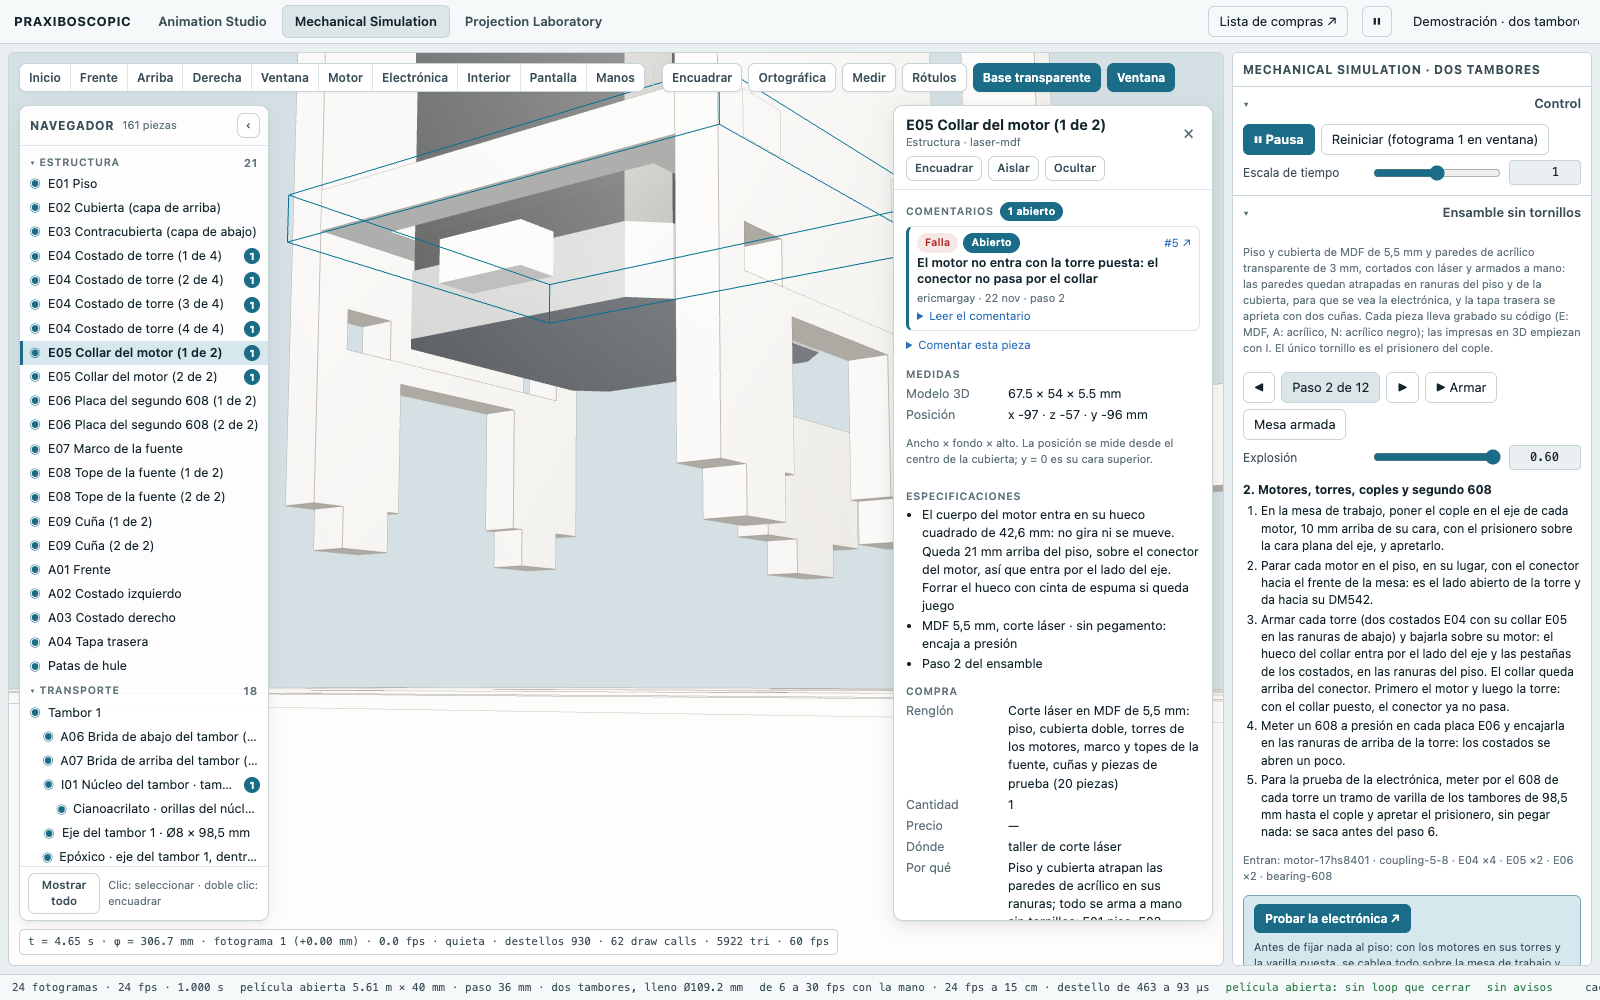 PRAXIBOSCOPIC
Animation Studio
Mechanical Simulation
Projection Laboratory
Lista de compras ↗
Demostración · dos tambor
Inicio
Frente
Arriba
Derecha
Ventana
Motor
Electrónica
Interior
Pantalla
Manos
Encuadrar
Ortográfica
Medir
Rótulos
Base transparente
Ventana
NAVEGADOR 161 piezas
ESTRUCTURA 21
E01 Piso
E02 Cubierta (capa de arriba)
E03 Contracubierta (capa de abajo)
E04 Costado de torre (1 de 4) 1
E04 Costado de torre (2 de 4) 1
E04 Costado de torre (3 de 4) 1
E04 Costado de torre (4 de 4) 1
E05 Collar del motor (1 de 2) 1
E05 Collar del motor (2 de 2) 1
E06 Placa del segundo 608 (1 de 2)
E06 Placa del segundo 608 (2 de 2)
E07 Marco de la fuente
E08 Tope de la fuente (1 de 2)
E08 Tope de la fuente (2 de 2)
E09 Cuña (1 de 2)
E09 Cuña (2 de 2)
A01 Frente
A02 Costado izquierdo
A03 Costado derecho
A04 Tapa trasera
Patas de hule
TRANSPORTE 18
Tambor 1
A06 Brida de abajo del tambor (...
A07 Brida de arriba del tambor (...
I01 Núcleo del tambor · tam... 1
Cianoacrilato · orillas del núcl...
Eje del tambor 1 · Ø8 × 98,5 mm
Epóxico · eje del tambor 1, dentr...
Mostrar todo
Clic: seleccionar · doble clic: encuadrar
E05 Collar del motor (1 de 2)
Estructura · laser-mdf
Encuadrar
Aislar
Ocultar
COMENTARIOS 1 abierto
Falla Abierto #5 ↗
El motor no entra con la torre puesta: el
conector no pasa por el collar
ericmargay · 22 nov · paso 2
Leer el comentario
Comentar esta pieza
MEDIDAS
Modelo 3D 67.5 × 54 × 5.5 mm
Posición x -97 · z -57 · y -96 mm
Ancho × fondo × alto. La posición se mide desde el
centro de la cubierta; y = 0 es su cara superior.
ESPECIFICACIONES
• El cuerpo del motor entra en su hueco
cuadrado de 42,6 mm: no gira ni se mueve.
Queda 21 mm arriba del piso, sobre el conector
del motor, así que entra por el lado del eje.
Forrar el hueco con cinta de espuma si queda
juego
• MDF 5,5 mm, corte láser · sin pegamento:
encaja a presión
• Paso 2 del ensamble
COMPRA
Renglón Corte láser en MDF de 5,5 mm:
piso, cubierta doble, torres de
los motores, marco y topes de la
fuente, cuñas y piezas de
prueba (20 piezas)
Cantidad 1
Precio —
Dónde taller de corte láser
Por qué Piso y cubierta atrapan las
paredes de acrílico en sus
ranuras; todo se arma a mano
sin tornillos: E01 piso, E02
MECHANICAL SIMULATION · DOS TAMBORES
Control
Pausa
Reiniciar (fotograma 1 en ventana)
Escala de tiempo 1
Ensamble sin tornillos
Piso y cubierta de MDF de 5,5 mm y paredes de acrílico
transparente de 3 mm, cortados con láser y armados a mano:
las paredes quedan atrapadas en ranuras del piso y de la
cubierta, para que se vea la electrónica, y la tapa trasera se
aprieta con dos cuñas. Cada pieza lleva grabado su código (E:
MDF, A: acrílico, N: acrílico negro); las impresas en 3D empiezan
con I. El único tornillo es el prisionero del cople.
◀ Paso 2 de 12 ▶ ▶ Armar
Mesa armada
Explosión 0.60
2. Motores, torres, coples y segundo 608
1. En la mesa de trabajo, poner el cople en el eje de cada
motor, 10 mm arriba de su cara, con el prisionero sobre
la cara plana del eje, y apretarlo.
2. Parar cada motor en el piso, en su lugar, con el conector
hacia el frente de la mesa: es el lado abierto de la torre y
da hacia su DM542.
3. Armar cada torre (dos costados E04 con su collar E05
en las ranuras de abajo) y bajarla sobre su motor: el
hueco del collar entra por el lado del eje y las pestañas
de los costados, en las ranuras del piso. El collar queda
arriba del conector. Primero el motor y luego la torre:
con el collar puesto, el conector ya no pasa.
4. Meter un 608 a presión en cada placa E06 y encajarla
en las ranuras de arriba de la torre: los costados se
abren un poco.
5. Para la prueba de la electrónica, meter por el 608 de
cada torre un tramo de varilla de los tambores de 98,5
mm hasta el cople y apretar el prisionero, sin pegar
nada: se saca antes del paso 6.
Entran: motor-17hs8401 · coupling-5-8 · E04 ×4 · E05 ×2 · E06
×2 · bearing-608
Probar la electrónica ↗
Antes de fijar nada al piso: con los motores en sus torres y
la varilla puesta, se cablea todo sobre la mesa de trabajo y
t = 4.65 s · φ = 306.7 mm · fotograma 1 (+0.00 mm) · 0.0 fps · quieta · destellos 930 · 62 draw calls · 5922 tri · 60 fps
24 fotogramas · 24 fps · 1.000 s película abierta 5.61 m × 40 mm · paso 36 mm · dos tambores, lleno Ø109.2 mm de 6 a 30 fps con la mano · 24 fps a 15 cm · destello de 463 a 93 µs película abierta: sin loop que cerrar sin avisos